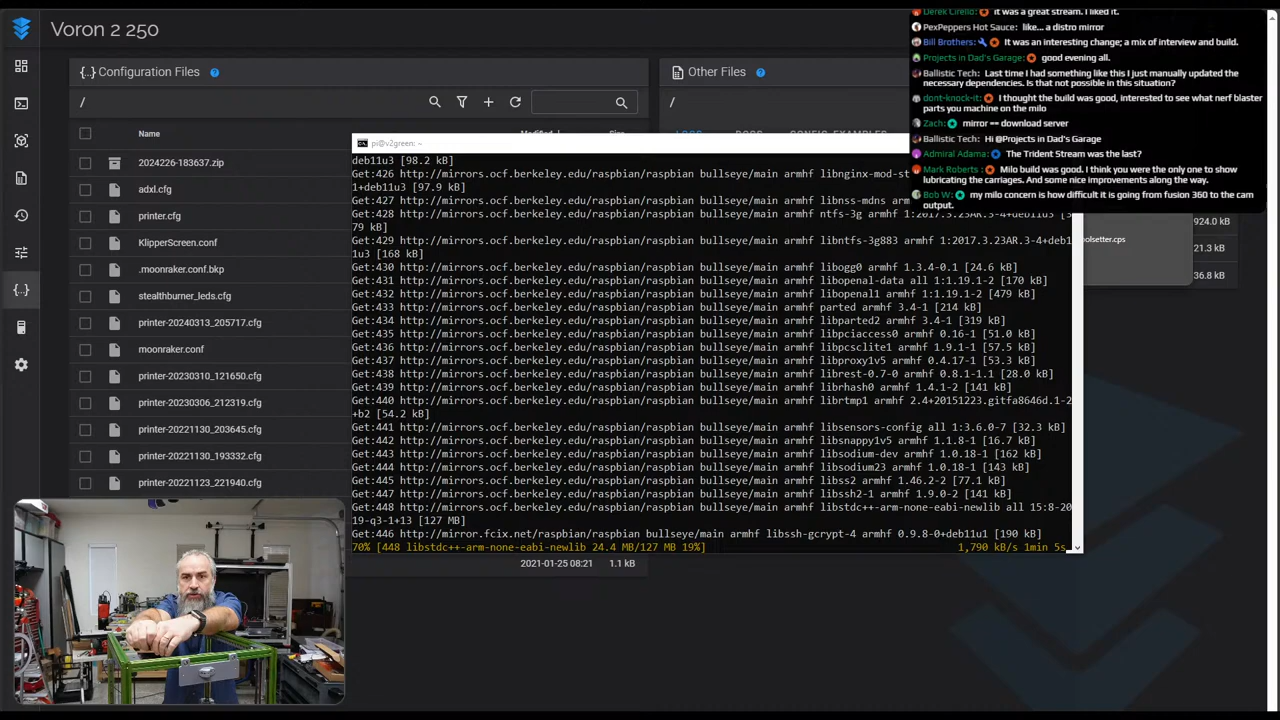 Voron 2 250
{..} Configuration Files
/
Name
2024226-183637.zip
adxl.cfg
printer.cfg
KlipperScreen.conf
.moonraker.conf.bkp
stealthburner_leds.cfg
printer-20240313_205717.cfg
moonraker.conf
printer-20230310_121650.cfg
printer-20230306_212319.cfg
printer-20221130_203645.cfg
printer-20221130_193332.cfg
printer-20221123_221940.cfg
2021-01-25 08:21 1.1 kB
Other Files
/
pi@v2green: ~
deb11u3 [98.2 kB]
Get:426 http://mirrors.ocf.berkeley.edu/raspbian/raspbian bullseye/main armhf libnginx-mod-st
+deb11u3 [97.9 kB]
Get:427 http://mirrors.ocf.berkeley.edu/raspbian/raspbian bullseye/main armhf libnss-mdns
Get:428 http://mirrors.ocf.berkeley.edu/raspbian/raspbian bullseye/main armhf ntfs-3g 1:2017.3.23AR.3-4+deb11u3 [
79 kB]
Get:429 http://mirrors.ocf.berkeley.edu/raspbian/raspbian bullseye/main armhf libntfs-3g883 armhf 1:2017.3.23AR.3-4+deb1
1u3 [168 kB]
Get:430 http://mirrors.ocf.berkeley.edu/raspbian/raspbian bullseye/main armhf libogg0 armhf 1.3.4-0.1 [24.6 kB]
Get:431 http://mirrors.ocf.berkeley.edu/raspbian/raspbian bullseye/main armhf libopenal-data all 1:1.19.1-2 [170 kB]
Get:432 http://mirrors.ocf.berkeley.edu/raspbian/raspbian bullseye/main armhf libopenal1 armhf 1:1.19.1-2 [479 kB]
Get:433 http://mirrors.ocf.berkeley.edu/raspbian/raspbian bullseye/main armhf parted armhf 3.4-1 [214 kB]
Get:434 http://mirrors.ocf.berkeley.edu/raspbian/raspbian bullseye/main armhf libparted2 armhf 3.4-1 [319 kB]
Get:435 http://mirrors.ocf.berkeley.edu/raspbian/raspbian bullseye/main armhf libpciaccess0 armhf 0.16-1 [51.0 kB]
Get:436 http://mirrors.ocf.berkeley.edu/raspbian/raspbian bullseye/main armhf libpcsclite1 armhf 1.9.1-1 [57.5 kB]
Get:437 http://mirrors.ocf.berkeley.edu/raspbian/raspbian bullseye/main armhf libproxy1v5 armhf 0.4.17-1 [53.3 kB]
Get:438 http://mirrors.ocf.berkeley.edu/raspbian/raspbian bullseye/main armhf librest-0.7-0 armhf 0.8.1-1.1 [28.0 kB]
Get:439 http://mirrors.ocf.berkeley.edu/raspbian/raspbian bullseye/main armhf librhash0 armhf 1.4.1-2 [141 kB]
Get:440 http://mirrors.ocf.berkeley.edu/raspbian/raspbian bullseye/main armhf librtmp1 armhf 2.4+20151223.gitfa8646d.1-2
+b2 [54.2 kB]
Get:441 http://mirrors.ocf.berkeley.edu/raspbian/raspbian bullseye/main armhf libsensors-config all 1:3.6.0-7 [32.3 kB]
Get:442 http://mirrors.ocf.berkeley.edu/raspbian/raspbian bullseye/main armhf libsnappy1v5 armhf 1.1.8-1 [16.7 kB]
Get:443 http://mirrors.ocf.berkeley.edu/raspbian/raspbian bullseye/main armhf libsodium-dev armhf 1.0.18-1 [162 kB]
Get:444 http://mirrors.ocf.berkeley.edu/raspbian/raspbian bullseye/main armhf libsodium23 armhf 1.0.18-1 [143 kB]
Get:445 http://mirrors.ocf.berkeley.edu/raspbian/raspbian bullseye/main armhf libss2 armhf 1.46.2-2 [77.1 kB]
Get:447 http://mirrors.ocf.berkeley.edu/raspbian/raspbian bullseye/main armhf libssh2-1 armhf 1.9.0-2 [141 kB]
Get:448 http://mirrors.ocf.berkeley.edu/raspbian/raspbian bullseye/main armhf libstdc++-arm-none-eabi-newlib all 15:8-20
19-q3-1+13 [127 MB]
Get:446 http://mirror.fcix.net/raspbian/raspbian bullseye/main armhf libssh-gcrypt-4 armhf 0.9.8-0+deb11u1 [190 kB]
70% [448 libstdc++-arm-none-eabi-newlib 24.4 MB/127 MB 19%] 1,790 kB/s 1min 5s
Derek Cirello: it was a great stream. I liked it.
PexPeppers Hot Sauce: like... a distro mirror
Bill Brothers: It was an interesting change; a mix of interview and build.
Projects in Dad's Garage: good evening all.
Ballistic Tech: Last time I had something like this I just manually updated the
necessary dependencies. Is that not possible in this situation?
dont-knock-it: I thought the build was good, interested to see what nerf blaster
parts you machine on the milo
Zach: mirror == download server
Ballistic Tech: Hi @Projects in Dad's Garage
Admiral Adama: The Trident Stream was the last?
Mark Roberts: Milo build was good. I think you were the only one to show
lubricating the carriages. And some nice improvements along the way.
Bob W: my milo concern is how difficult it is going from fusion 360 to the cam
output.
924.0 kB
olsetter.cps
21.3 kB
36.8 kB